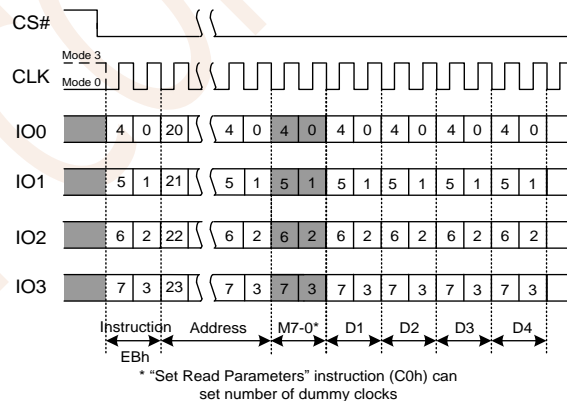 CS#
Mode 3
CLK
Mode 0
IO0 4 0 20 4 0 4 0 4 0 4 0 4 0 4 0
IO1 5 1 21 5 1 5 1 5 1 5 1 5 1 5 1
IO2 6 2 22 6 2 6 2 6 2 6 2 6 2 6 2
IO3 7 3 23 7 3 7 3 7 3 7 3 7 3 7 3
Instruction Address M7-0* D1 D2 D3 D4
EBh
* “Set Read Parameters” instruction (C0h) can
set number of dummy clocks